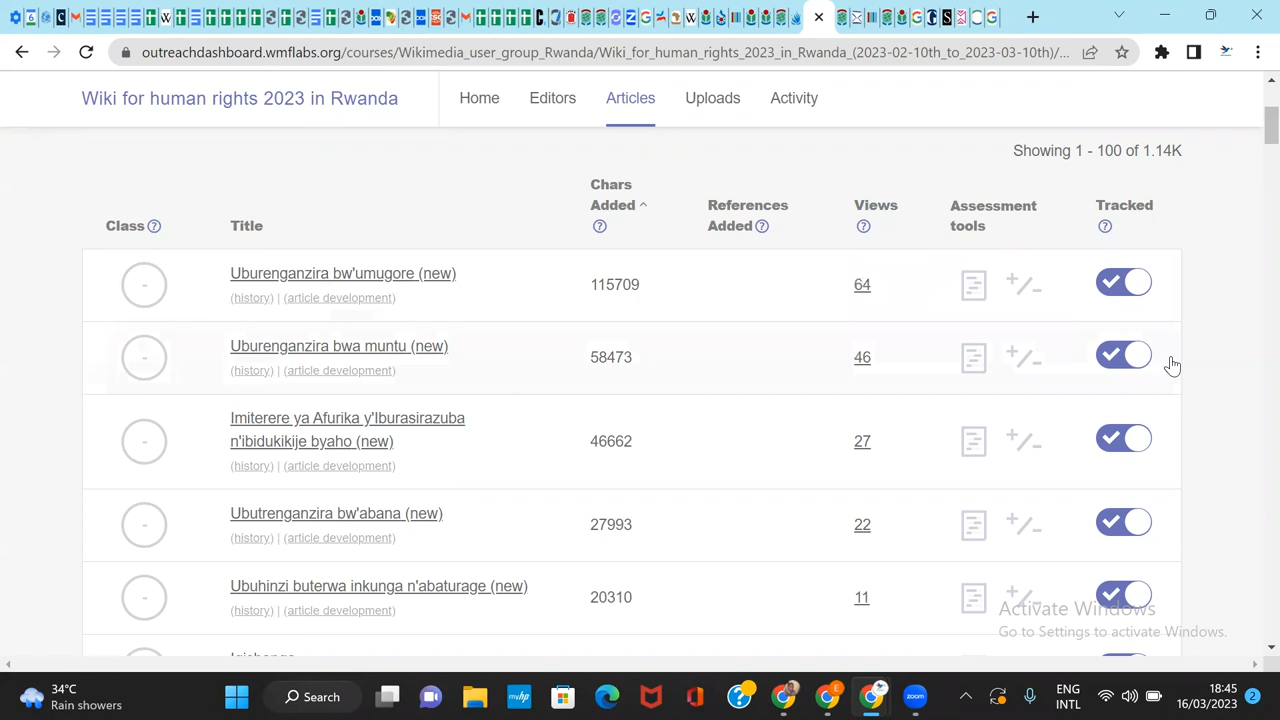 outreachdashboard.wmflabs.org/courses/Wikimedia_user_group_Rwanda/Wiki_for_human_rights_2023_in_Rwanda_(2023-02-10th_to_2023-03-10th)/...
Wiki for human rights 2023 in Rwanda
Home Editors Articles Uploads Activity
Showing 1 - 100 of 1.14K
Class Title Chars Added References Added Views Assessment tools Tracked
Uburenganzira bw'umugore (new) 115709 64
(history) | (article development)
Uburenganzira bwa muntu (new) 58473 46
(history) | (article development)
Imiterere ya Afurika y'Iburasirazuba
n'ibidukikije byaho (new) 46662 27
(history) | (article development)
Ubutrenganzira bw'abana (new) 27993 22
(history) | (article development)
Ubuhinzi buterwa inkunga n'abaturage (new) 20310 11
(history) | (article development)
Activate Windows
Go to Settings to activate Windows.
34°C
Rain showers
Search
myhp
zoom
ENG
INTL
18:45
16/03/2023
2